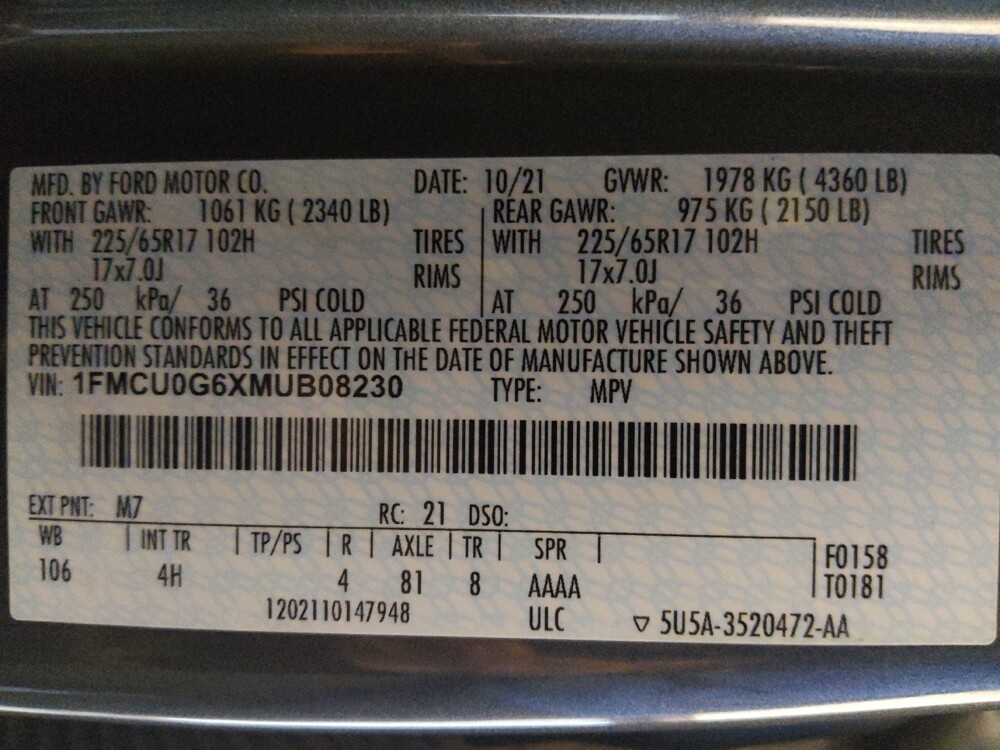 MFD. BY FORD MOTOR CO. DATE: 10/21 GVWR: 1978 KG ( 4360 LB)
FRONT GAWR: 1061 KG ( 2340 LB) REAR GAWR: 975 KG ( 2150 LB)
WITH 225/65R17 102H TIRES WITH 225/65R17 102H TIRES
17x7.0J RIMS 17x7.0J RIMS
AT 250 kPa/ 36 PSI COLD AT 250 kPa/ 36 PSI COLD
THIS VEHICLE CONFORMS TO ALL APPLICABLE FEDERAL MOTOR VEHICLE SAFETY AND THEFT
PREVENTION STANDARDS IN EFFECT ON THE DATE OF MANUFACTURE SHOWN ABOVE.
VIN: 1FMCU0G6XMUB08230 TYPE: MPV
EXT PNT: M7 RC: 21 DSO:
WB INT TR TP/PS R AXLE TR SPR F0158
106 4H 4 81 8 AAAA T0181
1202110147948 ULC ▽ 5U5A-3520472-AA